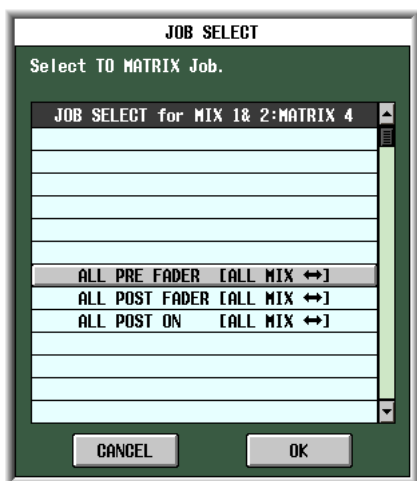 JOB SELECT
Select TO MATRIX Job.
JOB SELECT for MIX 1& 2:MATRIX 4
ALL PRE FADER [ALL MIX ↔]
ALL POST FADER [ALL MIX ↔]
ALL POST ON [ALL MIX ↔]
CANCEL OK